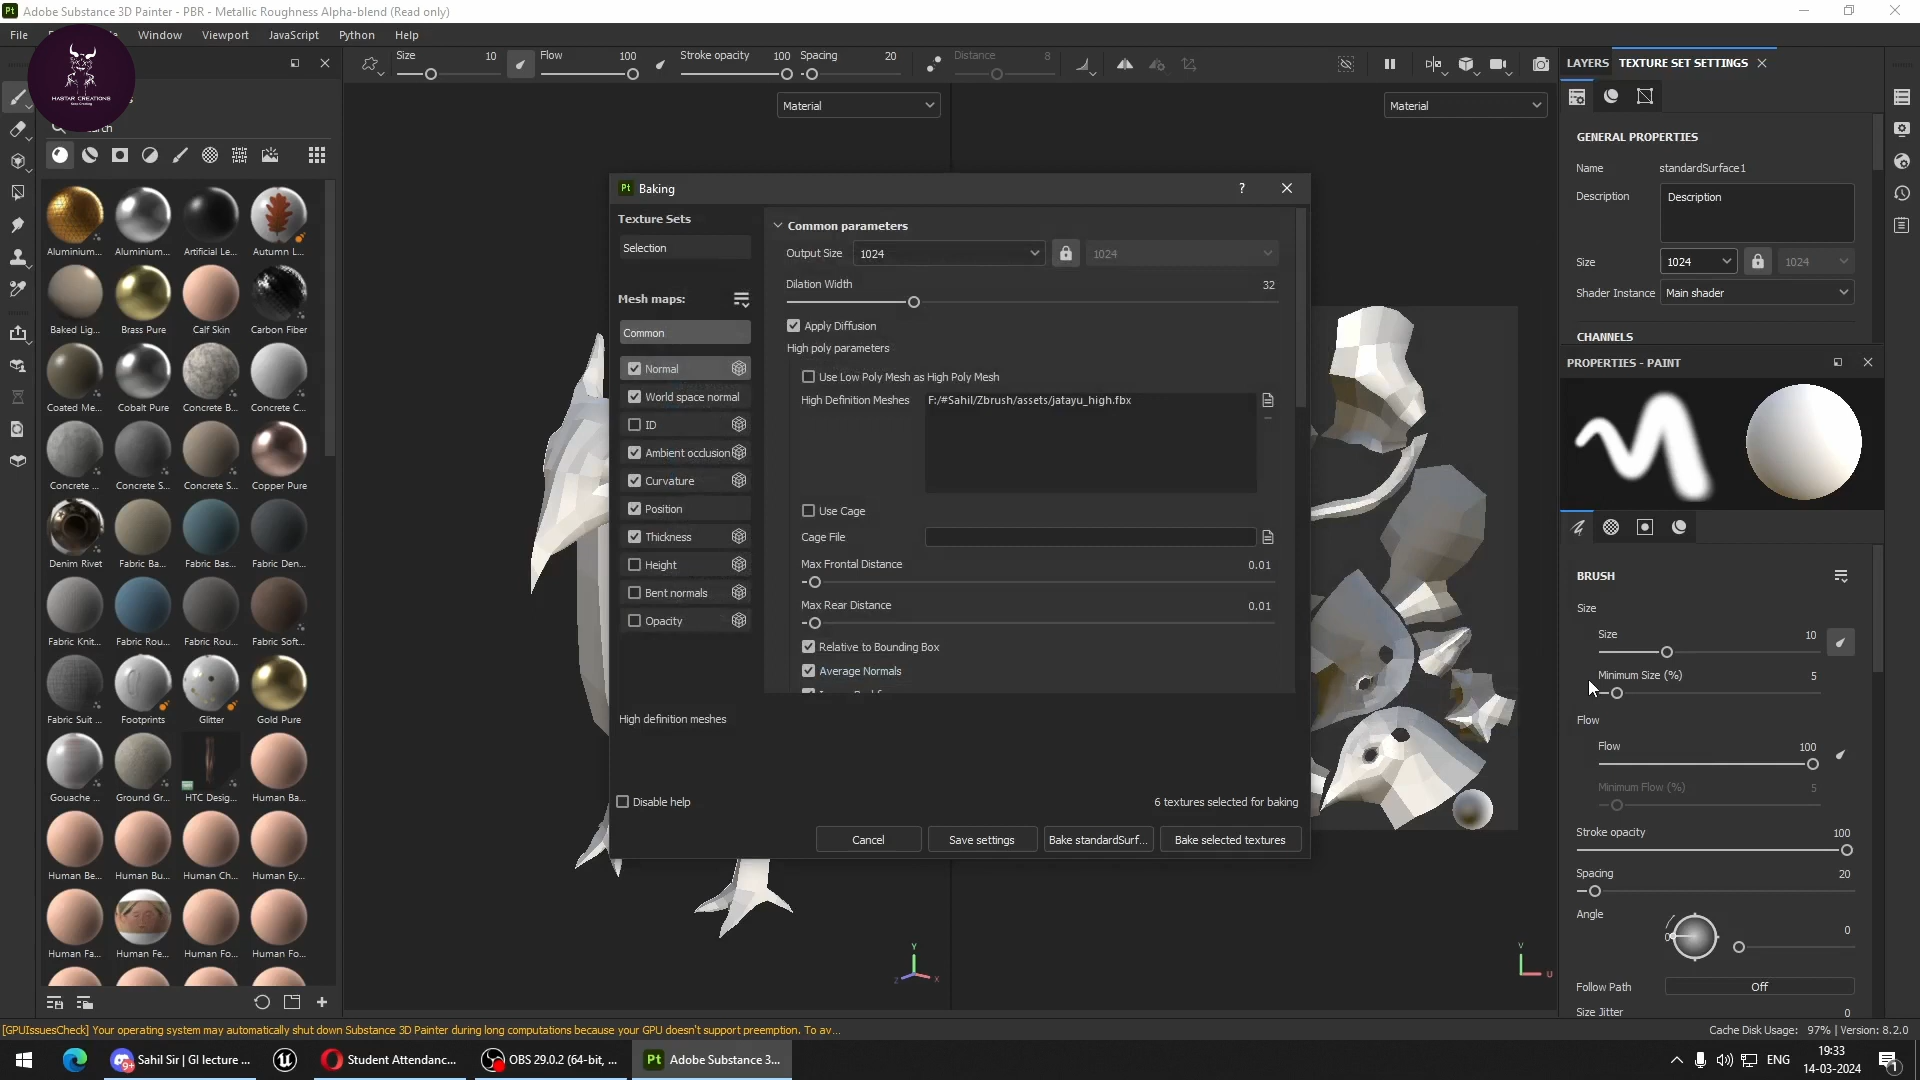 Adobe Substance 3D Painter - PBR - Metallic Roughness Alpha-blend (Read only)
File
Window
Viewport
JavaScript
Python
Help
HASTAR CREATIONS
Size
10
Flow
100
Stroke opacity
100
Spacing
20
Distance
8
Material
Material
Aluminium...
Aluminium...
Artificial Le...
Autumn L...
Baked Lig...
Brass Pure
Calf Skin
Carbon Fiber
Coated Me...
Cobalt Pure
Concrete B...
Concrete C...
Concrete ...
Concrete S...
Concrete S...
Copper Pure
Denim Rivet
Fabric Ba...
Fabric Bas...
Fabric Den...
Fabric Knit...
Fabric Rou...
Fabric Rou...
Fabric Soft...
Fabric Suit ...
Footprints
Glitter
Gold Pure
Gouache ...
Ground Gr...
HTC Desig...
Human Ba...
Human Be...
Human Bu...
Human Ch...
Human Ey...
Human Fa...
Human Fe...
Human Fo...
Human Fo...
Pt Baking
Texture Sets
Selection
Mesh maps:
Common
Normal
World space normal
ID
Ambient occlusion
Curvature
Position
Thickness
Height
Bent normals
Opacity
High definition meshes
Common parameters
Output Size
1024
1024
Dilation Width
32
Apply Diffusion
High poly parameters
Use Low Poly Mesh as High Poly Mesh
High Definition Meshes
F:/#Sahil/Zbrush/assets/jatayu_high.fbx
Use Cage
Cage File
Max Frontal Distance
0.01
Max Rear Distance
0.01
Relative to Bounding Box
Average Normals
Disable help
6 textures selected for baking
Cancel
Save settings
Bake standardSurf...
Bake selected textures
Y
Z
X
V
U
LAYERS
TEXTURE SET SETTINGS
GENERAL PROPERTIES
Name
standardSurface1
Description
Description
Size
1024
1024
Shader Instance
Main shader
CHANNELS
PROPERTIES - PAINT
BRUSH
Size
Size
10
Minimum Size (%)
5
Flow
Flow
100
Minimum Flow (%)
5
Stroke opacity
100
Spacing
20
Angle
0
0
Follow Path
Off
Size Jitter
0
[GPUIssuesCheck] Your operating system may automatically shut down Substance 3D Painter during long computations because your GPU doesn't support preemption. To av...
Cache Disk Usage: 97% | Version: 8.2.0
Sahil Sir | GI lecture ...
Student Attendanc...
OBS 29.0.2 (64-bit, ...
Adobe Substance 3...
ENG
19:33
14-03-2024